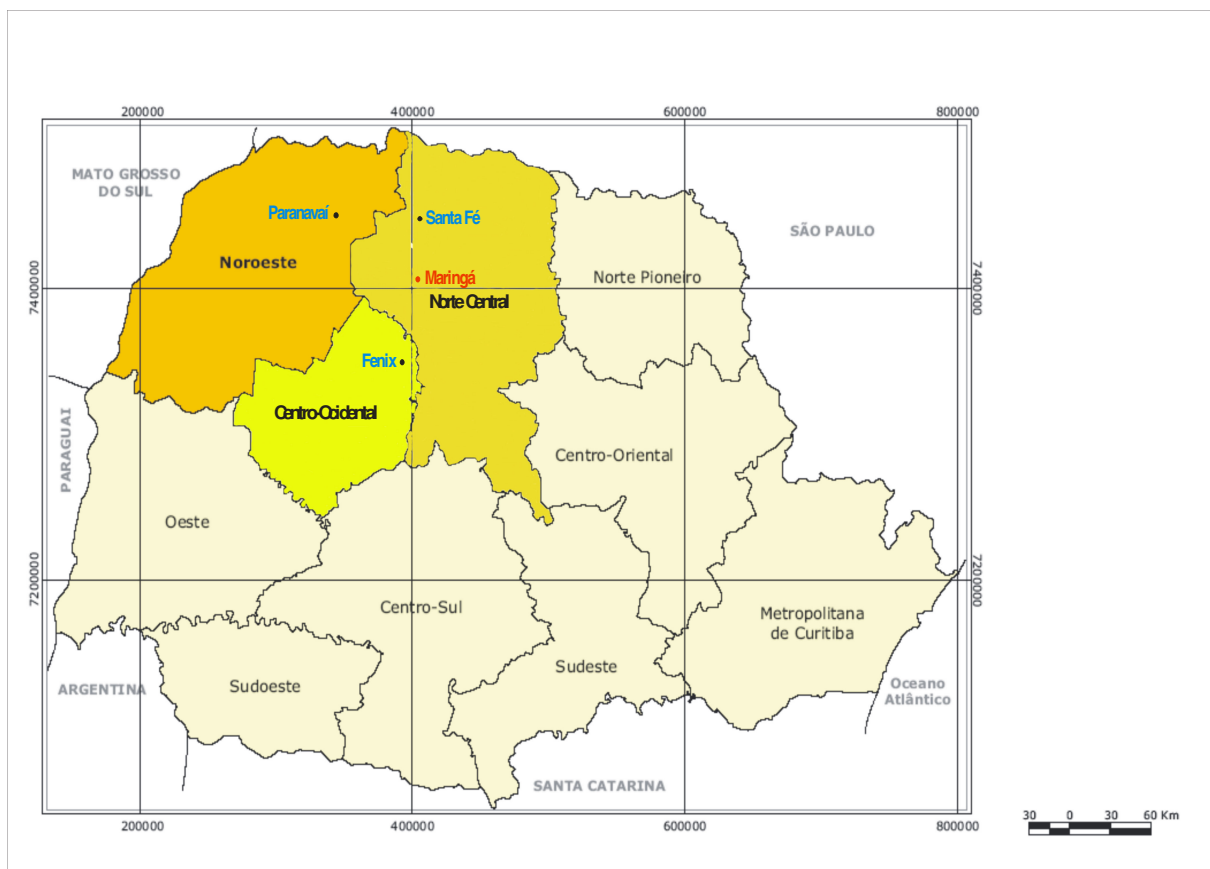 200000 400000 600000 800000
MATO GROSSO
DO SUL
Paranavaí
Santa Fé
SÃO PAULO
Noroeste
Maringá
Norte Pioneiro
7400000
7400000
Norte Central
Fenix
Centro-Ocidental
PARAGUAI
Centro-Oriental
Oeste
7200000
7200000
Centro-Sul
Metropolitana
de Curitiba
Sudeste
ARGENTINA
Sudoeste
Oceano
Atlântico
SANTA CATARINA
200000 400000 600000 800000
30 0 30 60 Km